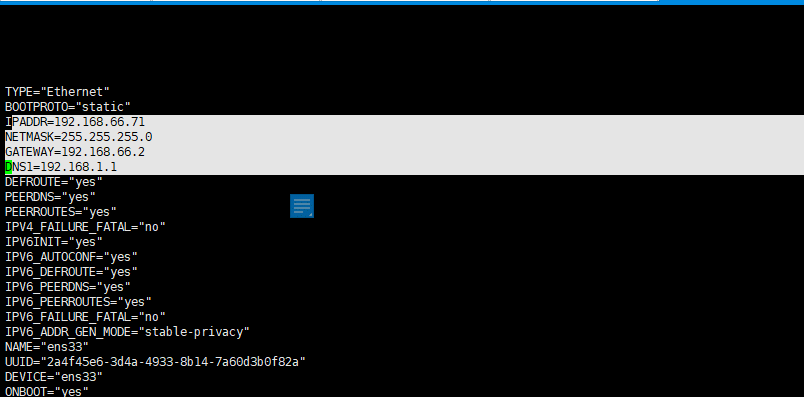 TYPE="Ethernet"
BOOTPROTO="static"
IPADDR=192.168.66.71
NETMASK=255.255.255.0
GATEWAY=192.168.66.2
DNS1=192.168.1.1
DEFROUTE="yes"
PEERDNS="yes"
PEERROUTES="yes"
IPV4_FAILURE_FATAL="no"
IPV6INIT="yes"
IPV6_AUTOCONF="yes"
IPV6_DEFROUTE="yes"
IPV6_PEERDNS="yes"
IPV6_PEERROUTES="yes"
IPV6_FAILURE_FATAL="no"
IPV6_ADDR_GEN_MODE="stable-privacy"
NAME="ens33"
UUID="2a4f45e6-3d4a-4933-8b14-7a60d3b0f82a"
DEVICE="ens33"
ONBOOT="yes"